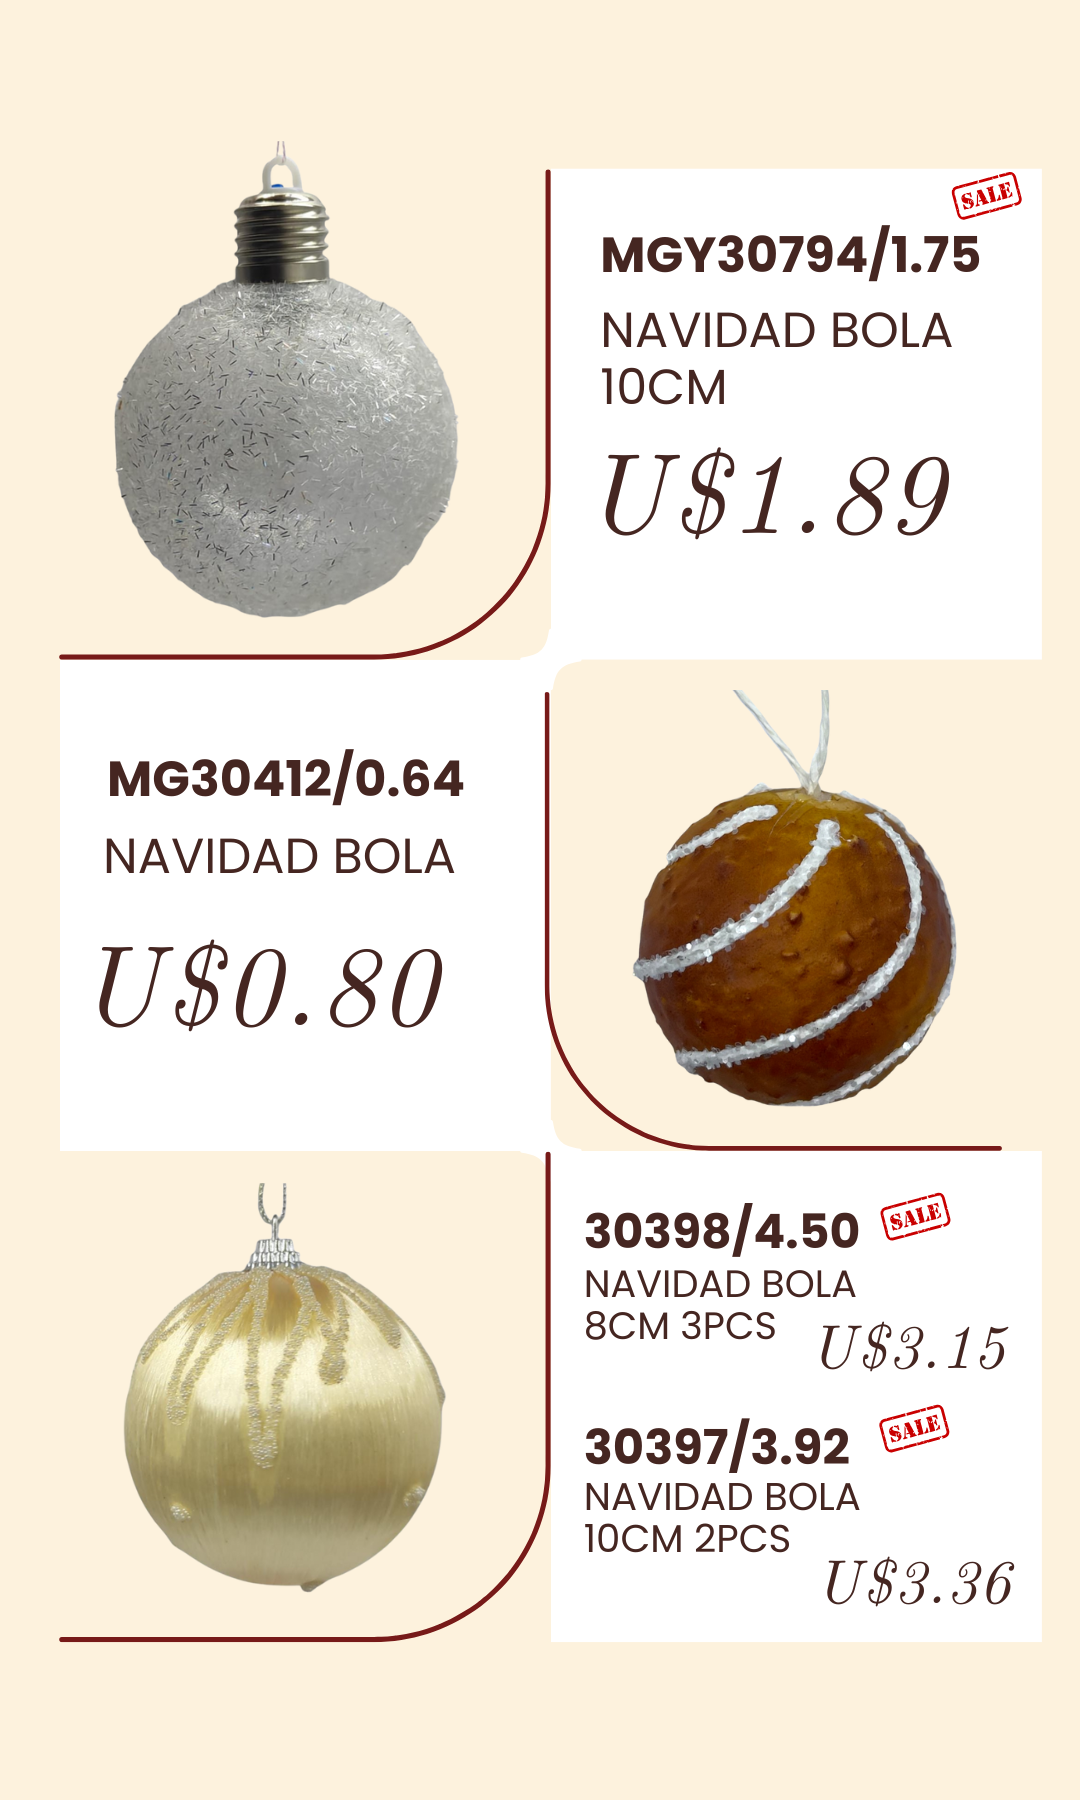 SALE
MGY30794/1.75
NAVIDAD BOLA
10CM
U$1.89
MG30412/0.64
NAVIDAD BOLA
U$0.80
30398/4.50
SALE
NAVIDAD BOLA
8CM 3PCS
U$3.15
30397/3.92
SALE
NAVIDAD BOLA
10CM 2PCS
U$3.36